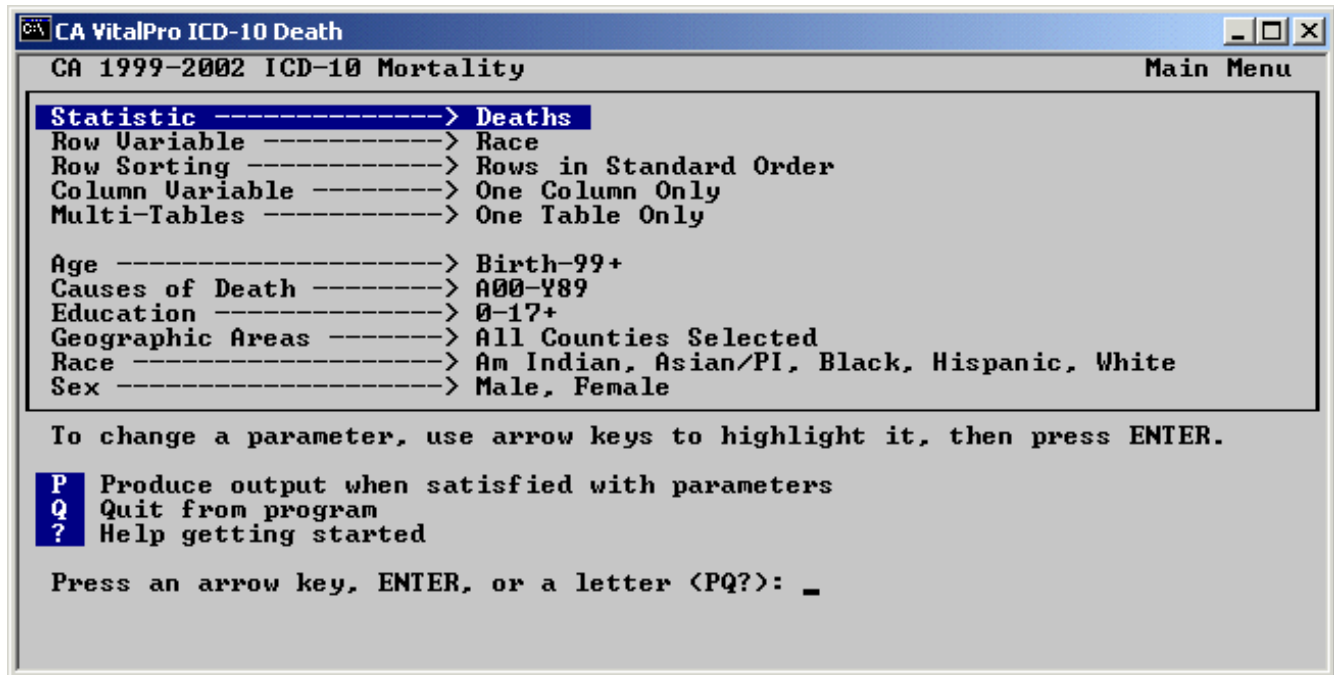 CA VitalPro ICD-10 Death
CA 1999-2002 ICD-10 Mortality Main Menu
Statistic --------------> Deaths
Row Variable -----------> Race
Row Sorting ------------> Rows in Standard Order
Column Variable --------> One Column Only
Multi-Tables -----------> One Table Only
Age --------------------> Birth-99+
Causes of Death --------> A00-Y89
Education --------------> 0-17+
Geographic Areas -------> All Counties Selected
Race -------------------> Am Indian, Asian/PI, Black, Hispanic, White
Sex --------------------> Male, Female
To change a parameter, use arrow keys to highlight it, then press ENTER.
P Produce output when satisfied with parameters
Q Quit from program
? Help getting started
Press an arrow key, ENTER, or a letter (PQ?): _